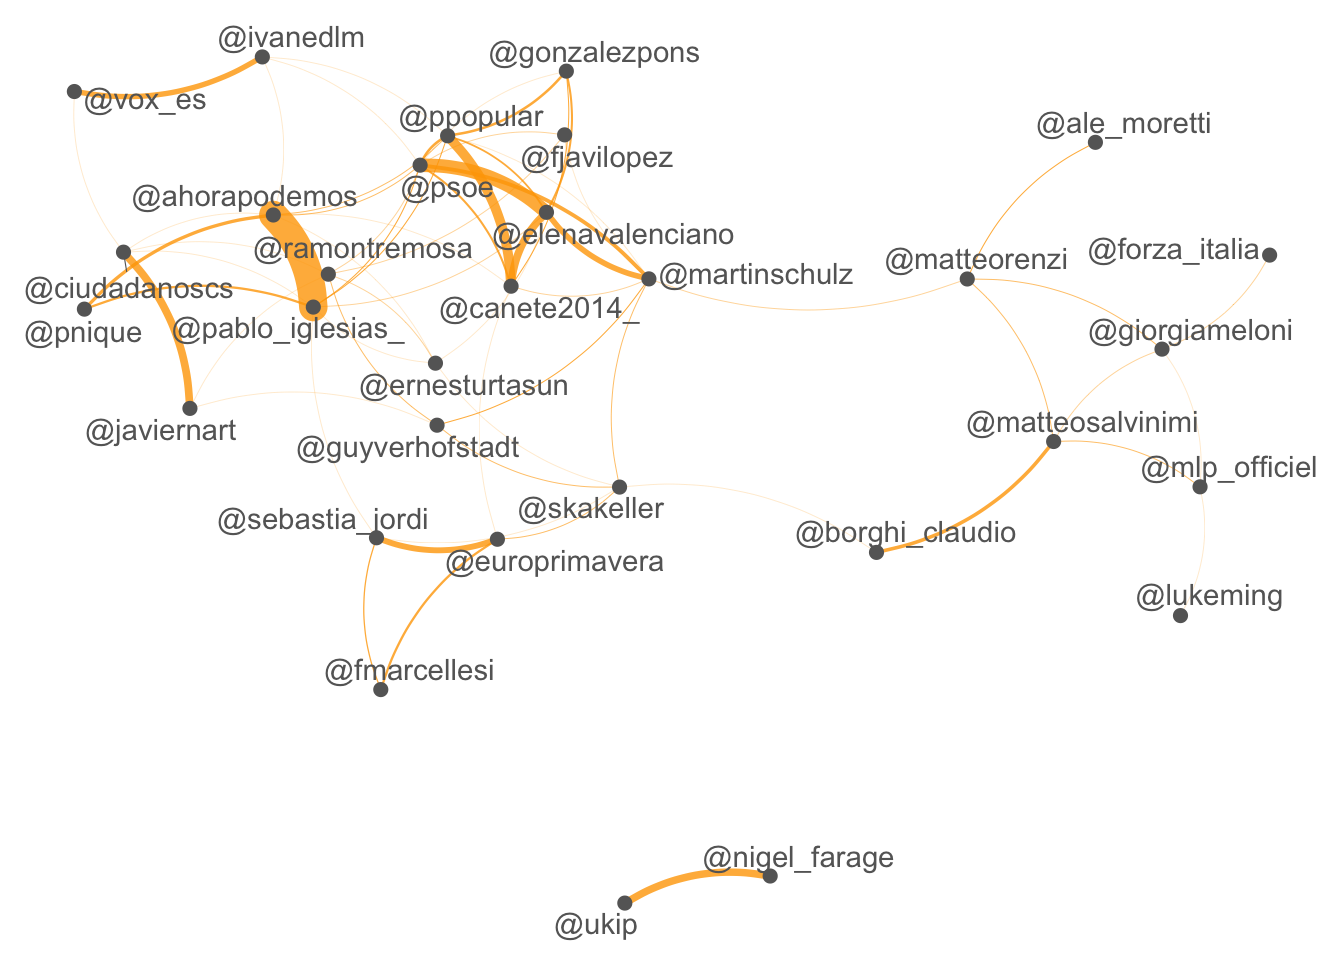 @ivanedlm
@gonzalezpons
@vox_es
@ppopular
@ale_moretti
@fjavilopez
@psoe
@ahorapodemos
@elenavalenciano
@ramontremosa
@forza_italia
@matteorenzi
@martinschulz
@ciudadanoscs
@canete2014_
@pnique
@pablo_iglesias_
@giorgiameloni
@ernesturtasun
@matteosalvinimi
@javiernart
@guyverhofstadt
@mlp_officiel
@skakeller
@sebastia_jordi
@borghi_claudio
@europrimavera
@lukeming
@fmarcellesi
@nigel_farage
@ukip